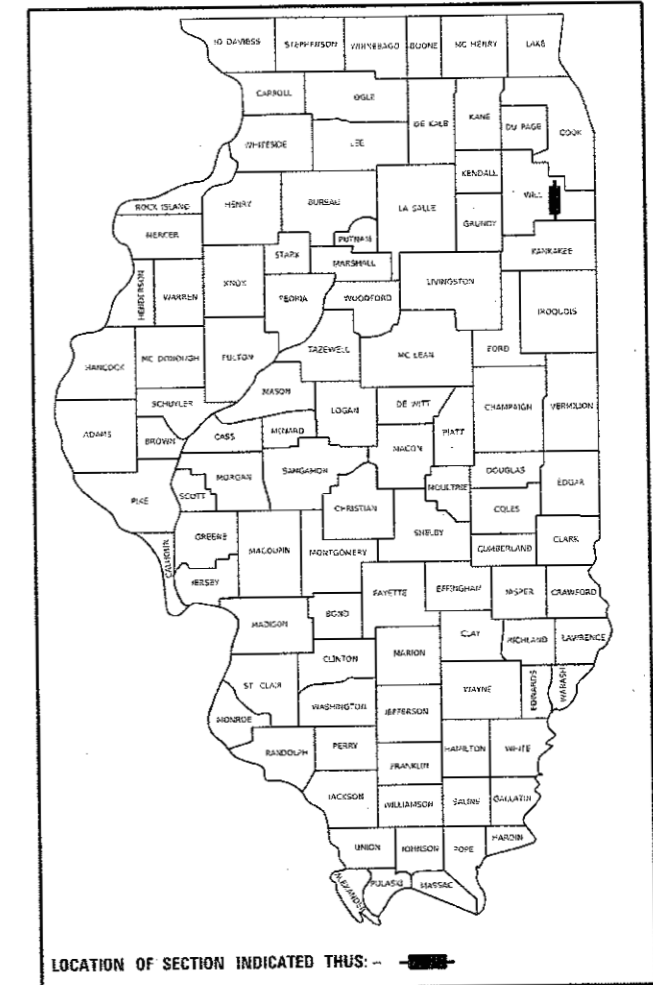 JO DAVIESS STEPHENSON WINNEBAGO BOONE MC HENRY LAKE
CARROLL OGLE DE KALB KANE DU PAGE COOK
WHITESIDE LEE KENDALL
ROCK ISLAND HENRY BUREAU LA SALLE GRUNDY WILL
MERCER PUTNAM KANKAKEE
STARK MARSHALL
HENDERSON WARREN KNOX PEORIA WOODFORD LIVINGSTON IROQUOIS
HANCOCK MC DONOUGH FULTON TAZEWELL MC LEAN FORD
MASON
SCHUYLER LOGAN DE WITT CHAMPAIGN VERMILION
ADAMS BROWN CASS MENARD MACON PIATT
PIKE SCOTT MORGAN SANGAMON MOULTRIE DOUGLAS EDGAR
CHRISTIAN COLES
CALHOUN GREENE MACOUPIN MONTGOMERY SHELBY CUMBERLAND CLARK
JERSEY FAYETTE EFFINGHAM JASPER CRAWFORD
MADISON BOND
CLAY RICHLAND LAWRENCE
CLINTON MARION
ST CLAIR WAYNE EDWARDS WABASH
MONROE WASHINGTON JEFFERSON
RANDOLPH PERRY HAMILTON WHITE
FRANKLIN
JACKSON WILLIAMSON SALINE GALLATIN
UNION JOHNSON POPE HARDIN
ALEXANDER PULASKI MASSAC
LOCATION OF SECTION INDICATED THUS: -